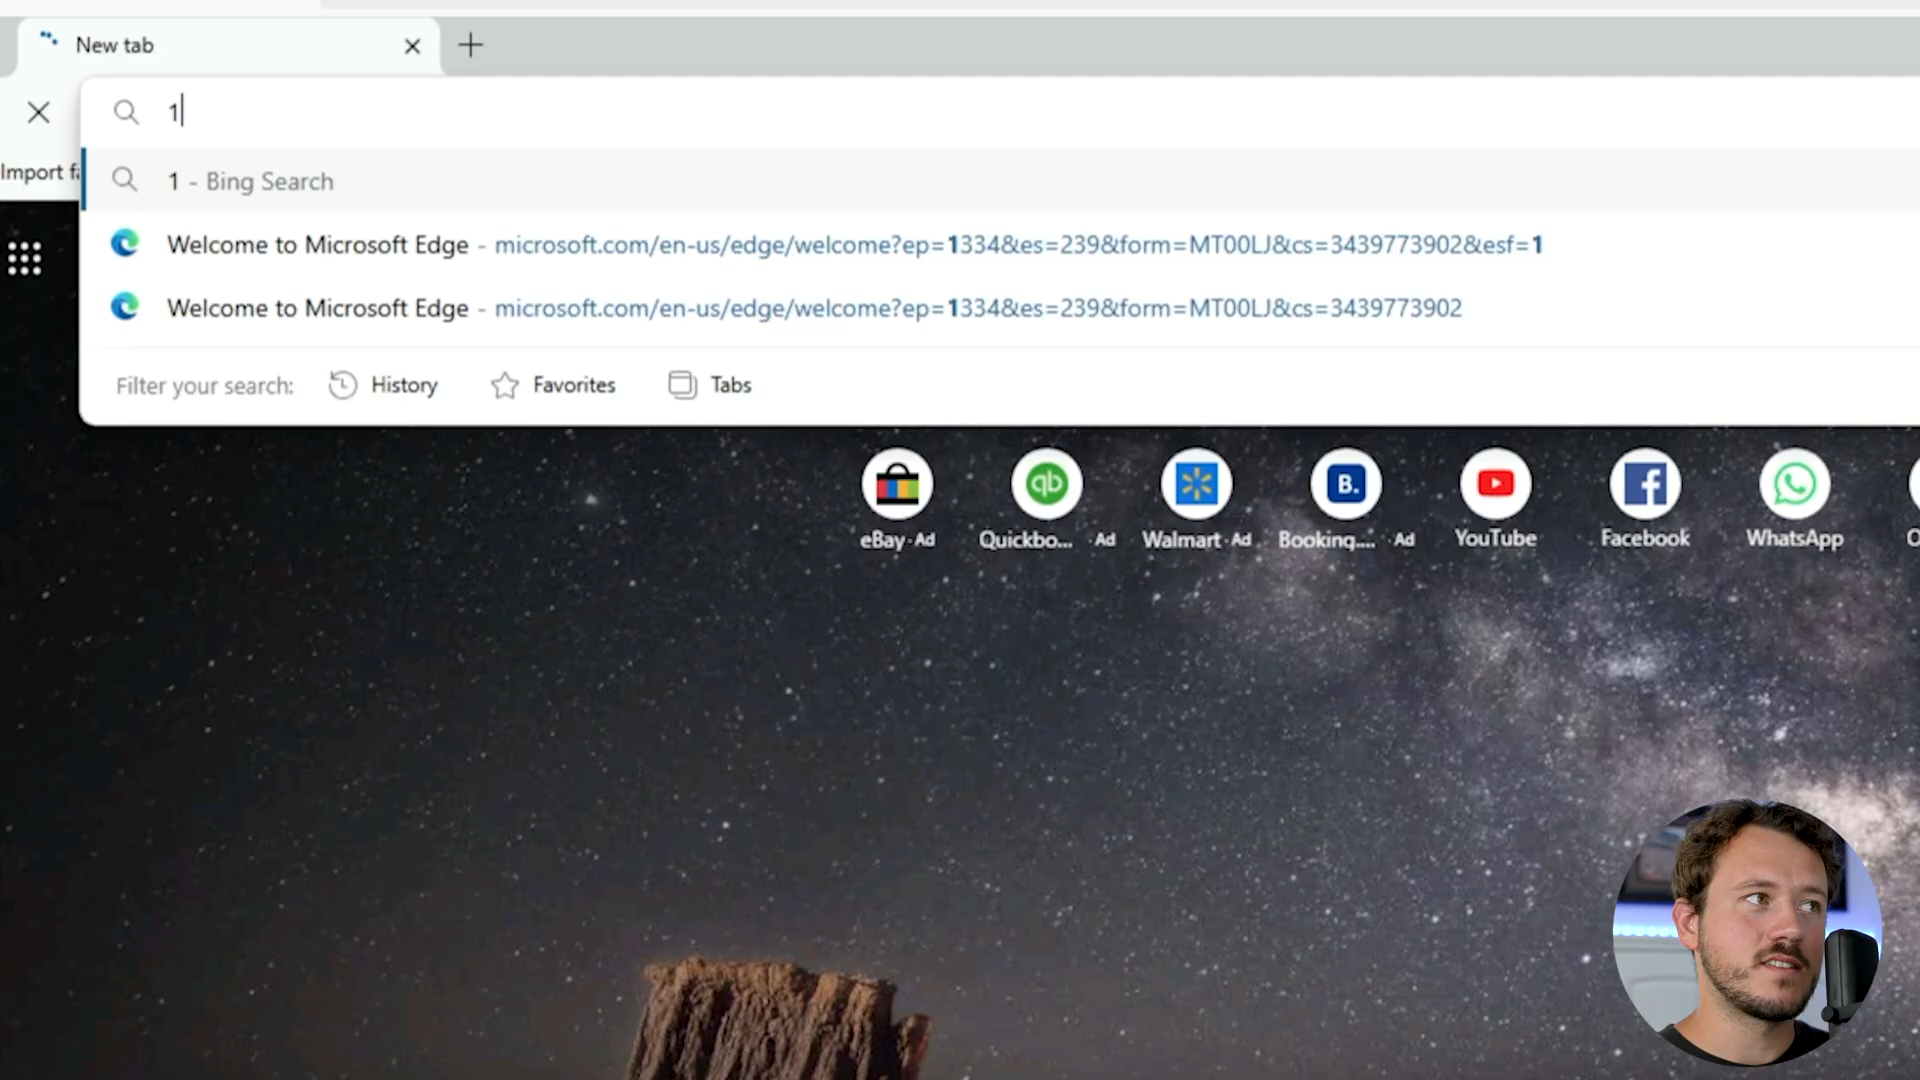 New tab
1
Import fa
1 - Bing Search
Welcome to Microsoft Edge - microsoft.com/en-us/edge/welcome?ep=1334&es=239&form=MT00LJ&cs=3439773902&esf=1
Welcome to Microsoft Edge - microsoft.com/en-us/edge/welcome?ep=1334&es=239&form=MT00LJ&cs=3439773902
Filter your search: History Favorites Tabs
qb B.
eBay · Ad Quickbo... · Ad Walmart · Ad Booking.... · Ad YouTube Facebook WhatsApp